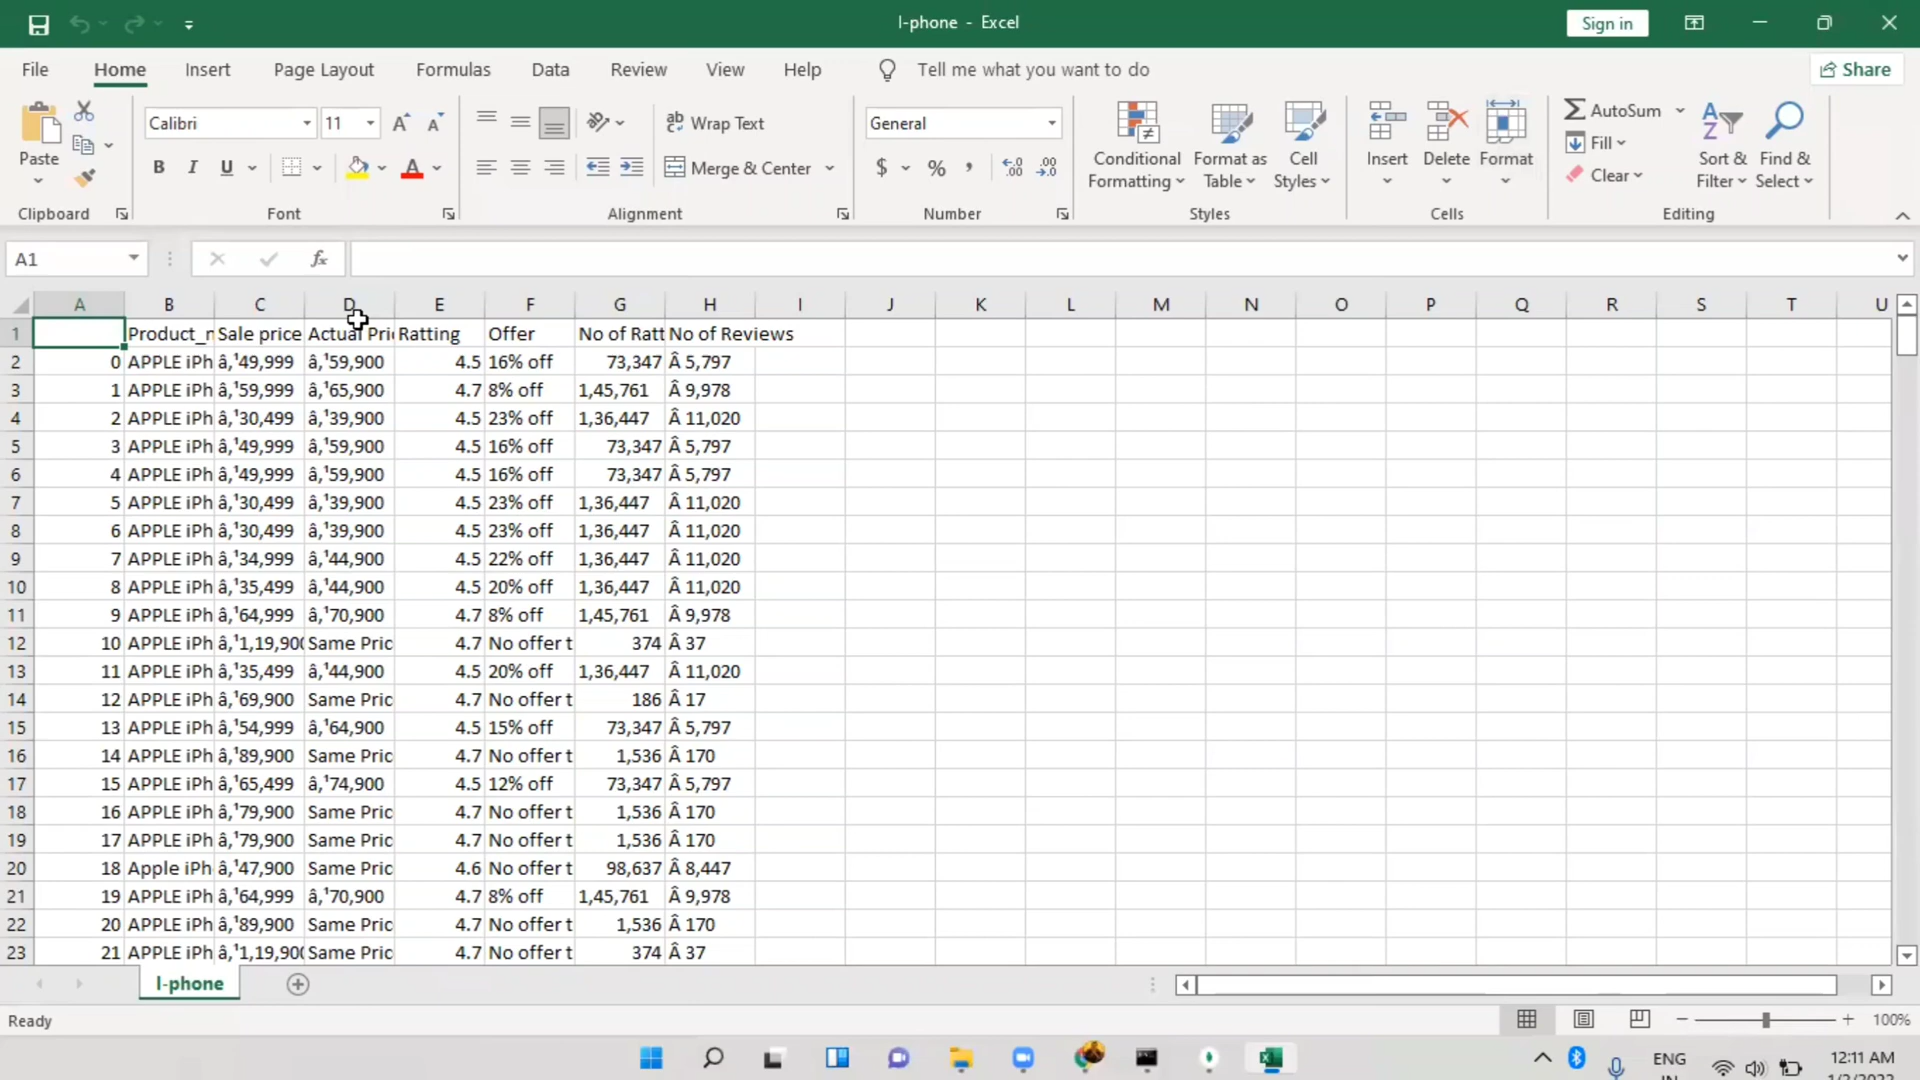 I-phone - Excel
Sign in
File Home Insert Page Layout Formulas Data Review View Help Tell me what you want to do Share
Paste
Calibri 11
B I U
Wrap Text
Merge & Center
General
$ % ,
Conditional Formatting
Format as Table
Cell Styles
Insert
Delete
Format
AutoSum
Fill
Clear
Sort & Filter
Find & Select
Clipboard Font Alignment Number Styles Cells Editing
A1 fx
A B C D E F G H I J K L M N O P Q R S T U
1 Product_n Sale price Actual Pri Ratting Offer No of Ratt No of Reviews
2 0 APPLE iPh â‚¹49,999 â‚¹59,900 4.5 16% off 73,347 Â 5,797
3 1 APPLE iPh â‚¹59,999 â‚¹65,900 4.7 8% off 1,45,761 Â 9,978
4 2 APPLE iPh â‚¹30,499 â‚¹39,900 4.5 23% off 1,36,447 Â 11,020
5 3 APPLE iPh â‚¹49,999 â‚¹59,900 4.5 16% off 73,347 Â 5,797
6 4 APPLE iPh â‚¹49,999 â‚¹59,900 4.5 16% off 73,347 Â 5,797
7 5 APPLE iPh â‚¹30,499 â‚¹39,900 4.5 23% off 1,36,447 Â 11,020
8 6 APPLE iPh â‚¹30,499 â‚¹39,900 4.5 23% off 1,36,447 Â 11,020
9 7 APPLE iPh â‚¹34,999 â‚¹44,900 4.5 22% off 1,36,447 Â 11,020
10 8 APPLE iPh â‚¹35,499 â‚¹44,900 4.5 20% off 1,36,447 Â 11,020
11 9 APPLE iPh â‚¹64,999 â‚¹70,900 4.7 8% off 1,45,761 Â 9,978
12 10 APPLE iPh â‚¹1,19,900 Same Pric 4.7 No offer t 374 Â 37
13 11 APPLE iPh â‚¹35,499 â‚¹44,900 4.5 20% off 1,36,447 Â 11,020
14 12 APPLE iPh â‚¹69,900 Same Pric 4.7 No offer t 186 Â 17
15 13 APPLE iPh â‚¹54,999 â‚¹64,900 4.5 15% off 73,347 Â 5,797
16 14 APPLE iPh â‚¹89,900 Same Pric 4.7 No offer t 1,536 Â 170
17 15 APPLE iPh â‚¹65,499 â‚¹74,900 4.5 12% off 73,347 Â 5,797
18 16 APPLE iPh â‚¹79,900 Same Pric 4.7 No offer t 1,536 Â 170
19 17 APPLE iPh â‚¹79,900 Same Pric 4.7 No offer t 1,536 Â 170
20 18 Apple iPh â‚¹47,900 Same Pric 4.6 No offer t 98,637 Â 8,447
21 19 APPLE iPh â‚¹64,999 â‚¹70,900 4.7 8% off 1,45,761 Â 9,978
22 20 APPLE iPh â‚¹89,900 Same Pric 4.7 No offer t 1,536 Â 170
23 21 APPLE iPh â‚¹1,19,900 Same Pric 4.7 No offer t 374 Â 37
I-phone
Ready 100%
ENG
12:11 AM